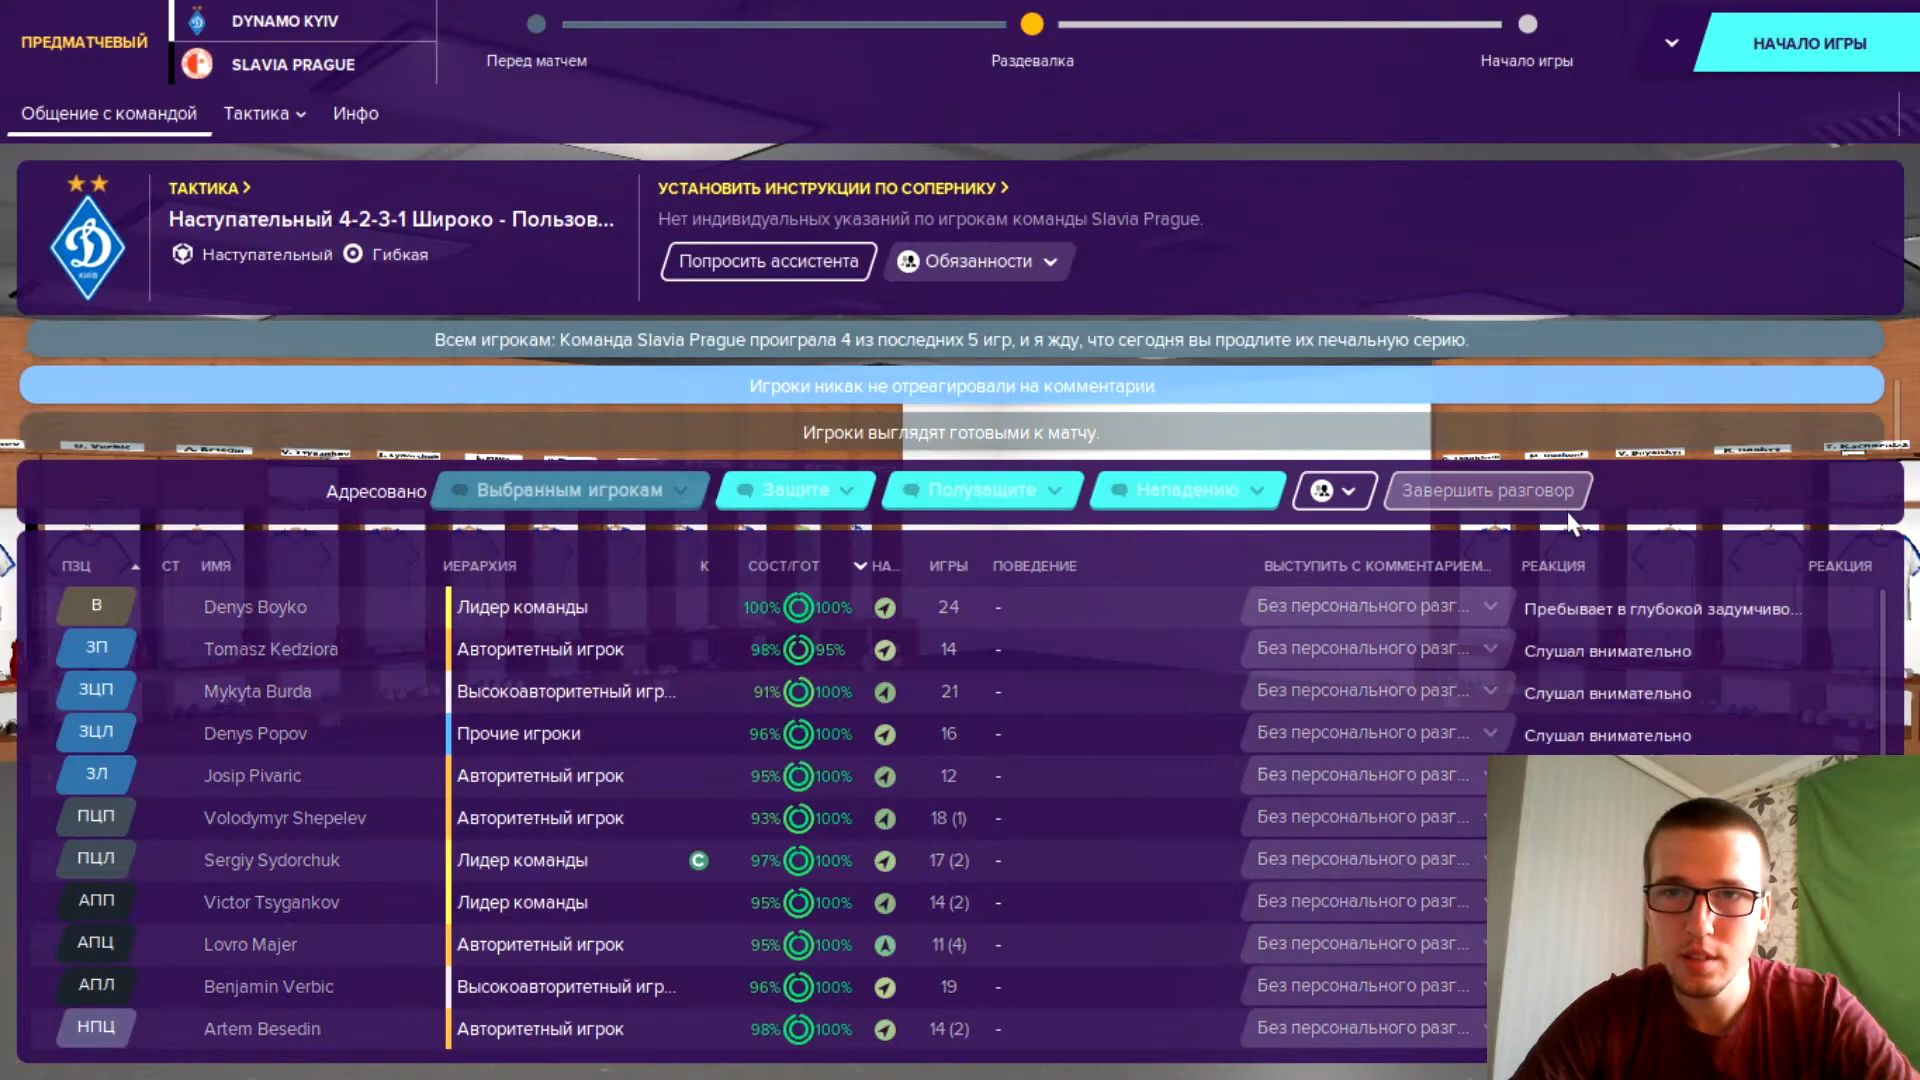 ПРЕДМАТЧЕВЫЙ
DYNAMO KYIV
SLAVIA PRAGUE
Перед матчем
Раздевалка
Начало игры
НАЧАЛО ИГРЫ
Общение с командой
Тактика
Инфо
ТАКТИКА
Наступательный 4-2-3-1 Широко - Пользов...
Наступательный
Гибкая
УСТАНОВИТЬ ИНСТРУКЦИИ ПО СОПЕРНИКУ
Нет индивидуальных указаний по игрокам команды Slavia Prague.
Попросить ассистента
Обязанности
Всем игрокам: Команда Slavia Prague проиграла 4 из последних 5 игр, и я жду, что сегодня вы продлите их печальную серию.
Игроки никак не отреагировали на комментарии
Игроки выглядят готовыми к матчу.
Адресовано
Выбранным игрокам
Защите
Полузащите
Нападению
Завершить разговор
ПЗЦ СТ ИМЯ ИЕРАРХИЯ К СОСТ/ГОТ НА... ИГРЫ ПОВЕДЕНИЕ ВЫСТУПИТЬ С КОММЕНТАРИЕМ... РЕАКЦИЯ РЕАКЦИЯ
В Denys Boyko Лидер команды 100% 100% 24 - Без персонального разг... Пребывает в глубокой задумчиво...
ЗП Tomasz Kedziora Авторитетный игрок 98% 95% 14 - Без персонального разг... Слушал внимательно
ЗЦП Mykyta Burda Высокоавторитетный игр... 91% 100% 21 - Без персонального разг... Слушал внимательно
ЗЦЛ Denys Popov Прочие игроки 96% 100% 16 - Без персонального разг... Слушал внимательно
ЗЛ Josip Pivaric Авторитетный игрок 95% 100% 12 - Без персонального разг...
ПЦП Volodymyr Shepelev Авторитетный игрок 93% 100% 18 (1) - Без персонального разг...
ПЦЛ Sergiy Sydorchuk Лидер команды C 97% 100% 17 (2) - Без персонального разг...
АПП Victor Tsygankov Лидер команды 95% 100% 14 (2) - Без персонального разг...
АПЦ Lovro Majer Авторитетный игрок 95% 100% 11 (4) - Без персонального разг...
АПЛ Benjamin Verbic Высокоавторитетный игр... 96% 100% 19 - Без персонального разг...
НПЦ Artem Besedin Авторитетный игрок 98% 100% 14 (2) - Без персонального разг...